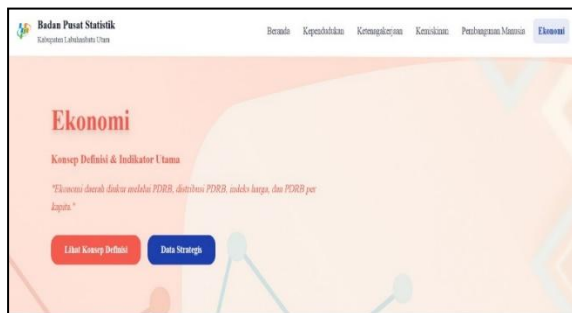 Badan Pusat Statistik
Kabupaten Labuhanbatu Utara
Beranda Kependudukan Ketenagakerjaan Kemiskinan Pembangunan Manusia Ekonomi
Ekonomi
Konsep Definisi & Indikator Utama
"Ekonomi daerah diukur melalui PDRB, distribusi PDRB, indeks harga, dan PDRB per
kapita."
Lihat Konsep Definisi Data Strategis